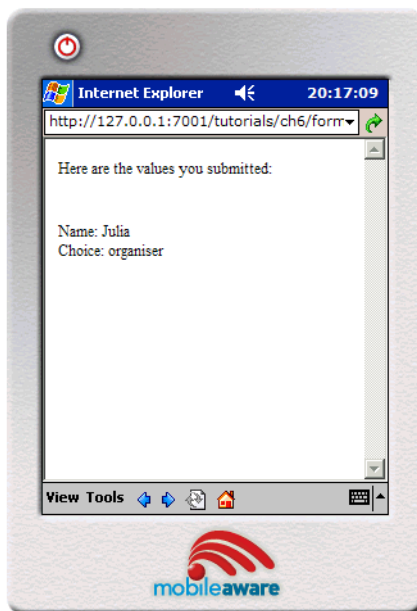 Internet Explorer 20:17:09
http://127.0.0.1:7001/tutorials/ch6/form
Here are the values you submitted:
Name: Julia
Choice: organiser
View Tools
mobileaware